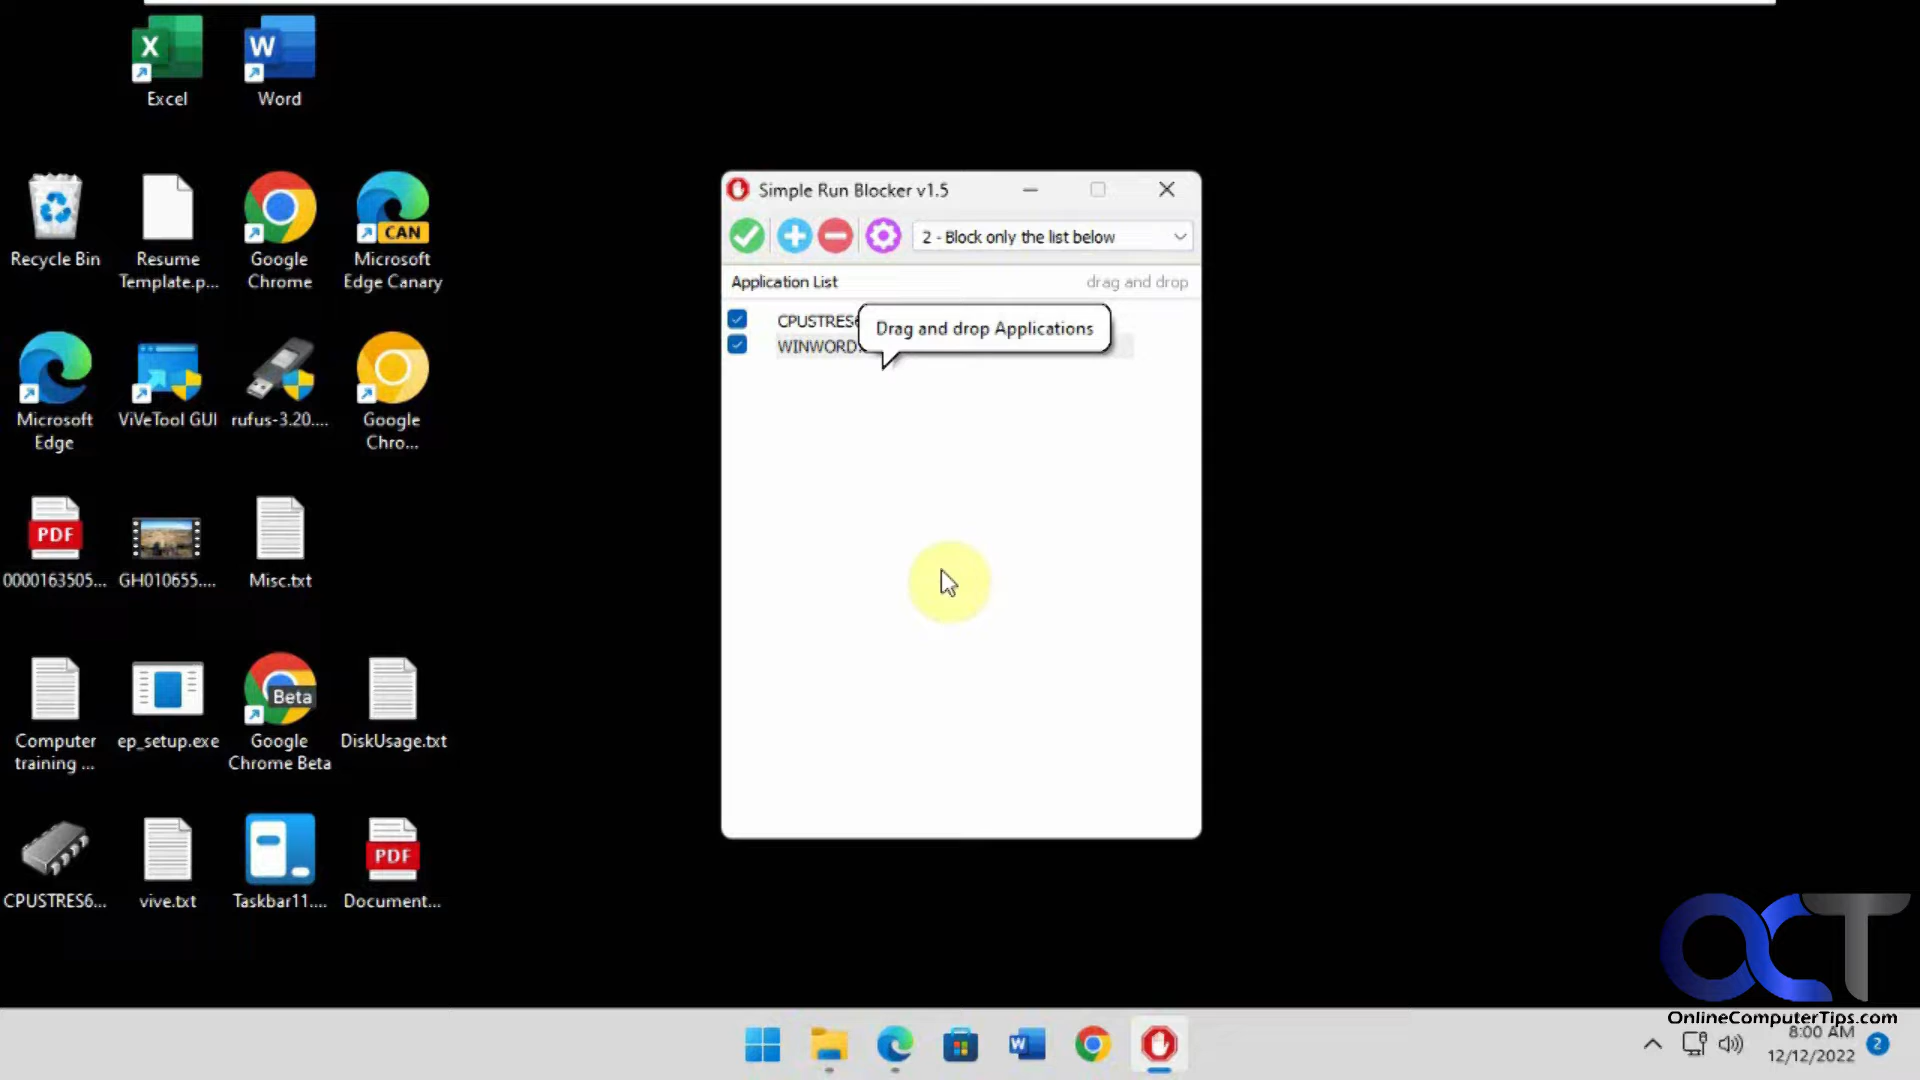 Excel
Word
Recycle Bin
Resume
Template.p...
Google
Chrome
CAN
Microsoft
Edge Canary
Microsoft
Edge
ViVeTool GUI
rufus-3.20....
Google
Chro...
PDF
0000163505...
GH010655....
Misc.txt
Computer
training ...
ep_setup.exe
Beta
Google
Chrome Beta
DiskUsage.txt
CPUSTRES6...
vive.txt
Taskbar11....
PDF
Document...
Simple Run Blocker v1.5
2 - Block only the list below
Application List
drag and drop
CPUSTRES6
WINWORD
Drag and drop Applications
OCT
OnlineComputerTips.com
8:00 AM
12/12/2022
2